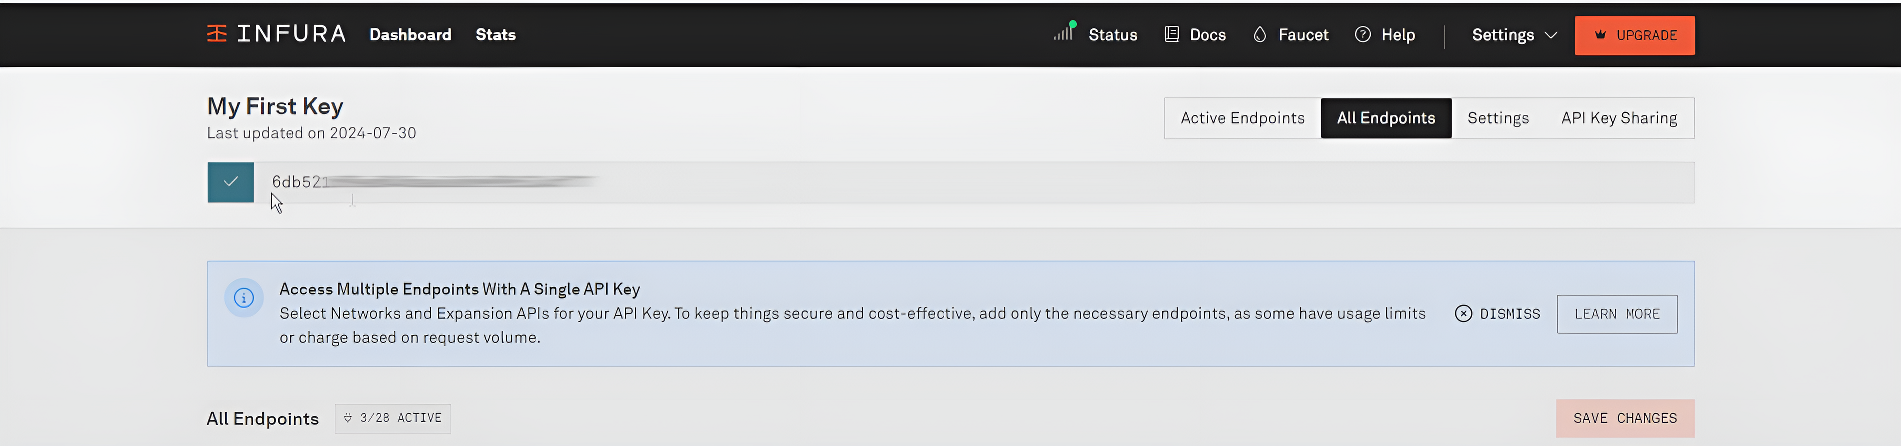 INFURA Dashboard Stats Status Docs Faucet Help Settings UPGRADE
My First Key
Last updated on 2024-07-30
Active Endpoints All Endpoints Settings API Key Sharing
6db521
Access Multiple Endpoints With A Single API Key
Select Networks and Expansion APIs for your API Key. To keep things secure and cost-effective, add only the necessary endpoints, as some have usage limits
or charge based on request volume.
DISMISS LEARN MORE
All Endpoints 3/28 ACTIVE SAVE CHANGES